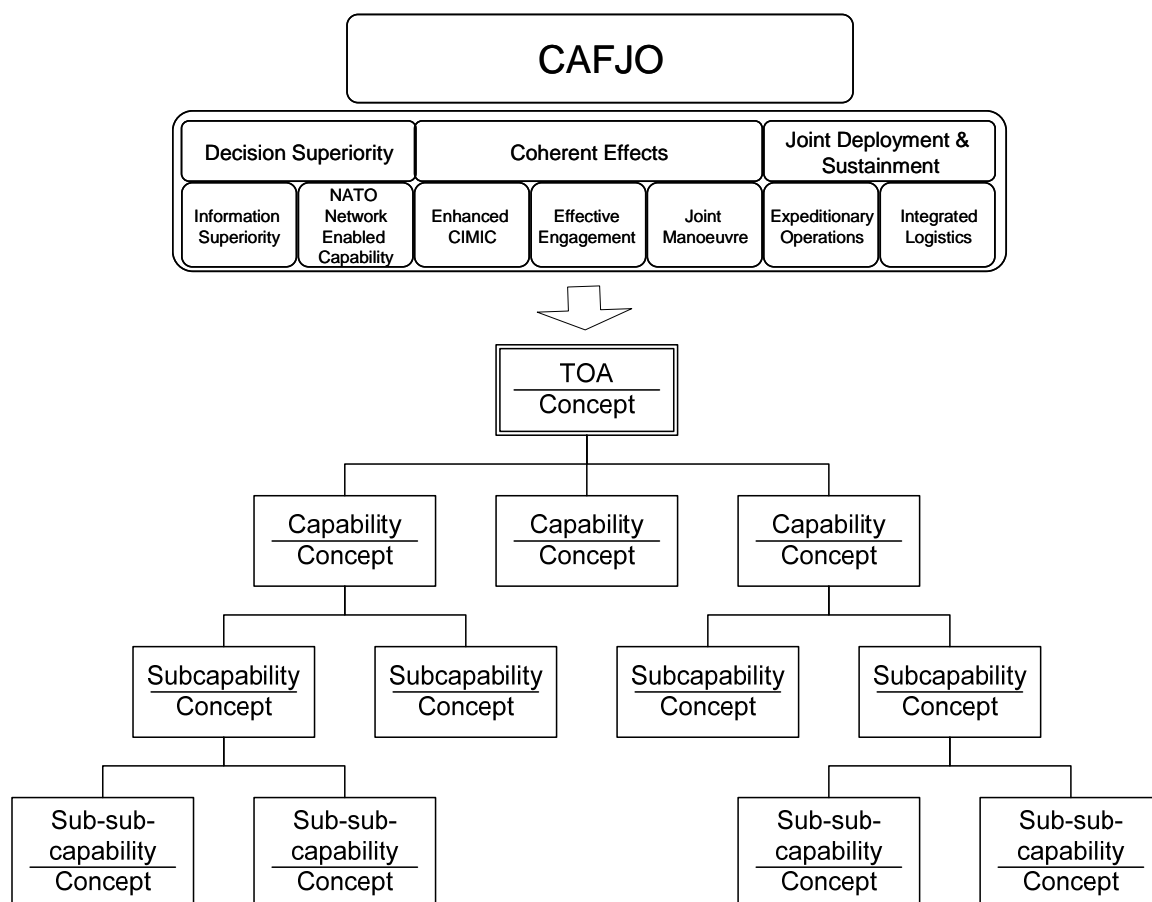 CAFJO
Decision Superiority
Coherent Effects
Joint Deployment &
Sustainment
Information
Superiority
NATO
Network
Enabled
Capability
Enhanced
CIMIC
Effective
Engagement
Joint
Manoeuvre
Expeditionary
Operations
Integrated
Logistics
TOA
Concept
Capability
Concept
Capability
Concept
Capability
Concept
Subcapability
Concept
Subcapability
Concept
Subcapability
Concept
Subcapability
Concept
Sub-sub-
capability
Concept
Sub-sub-
capability
Concept
Sub-sub-
capability
Concept
Sub-sub-
capability
Concept